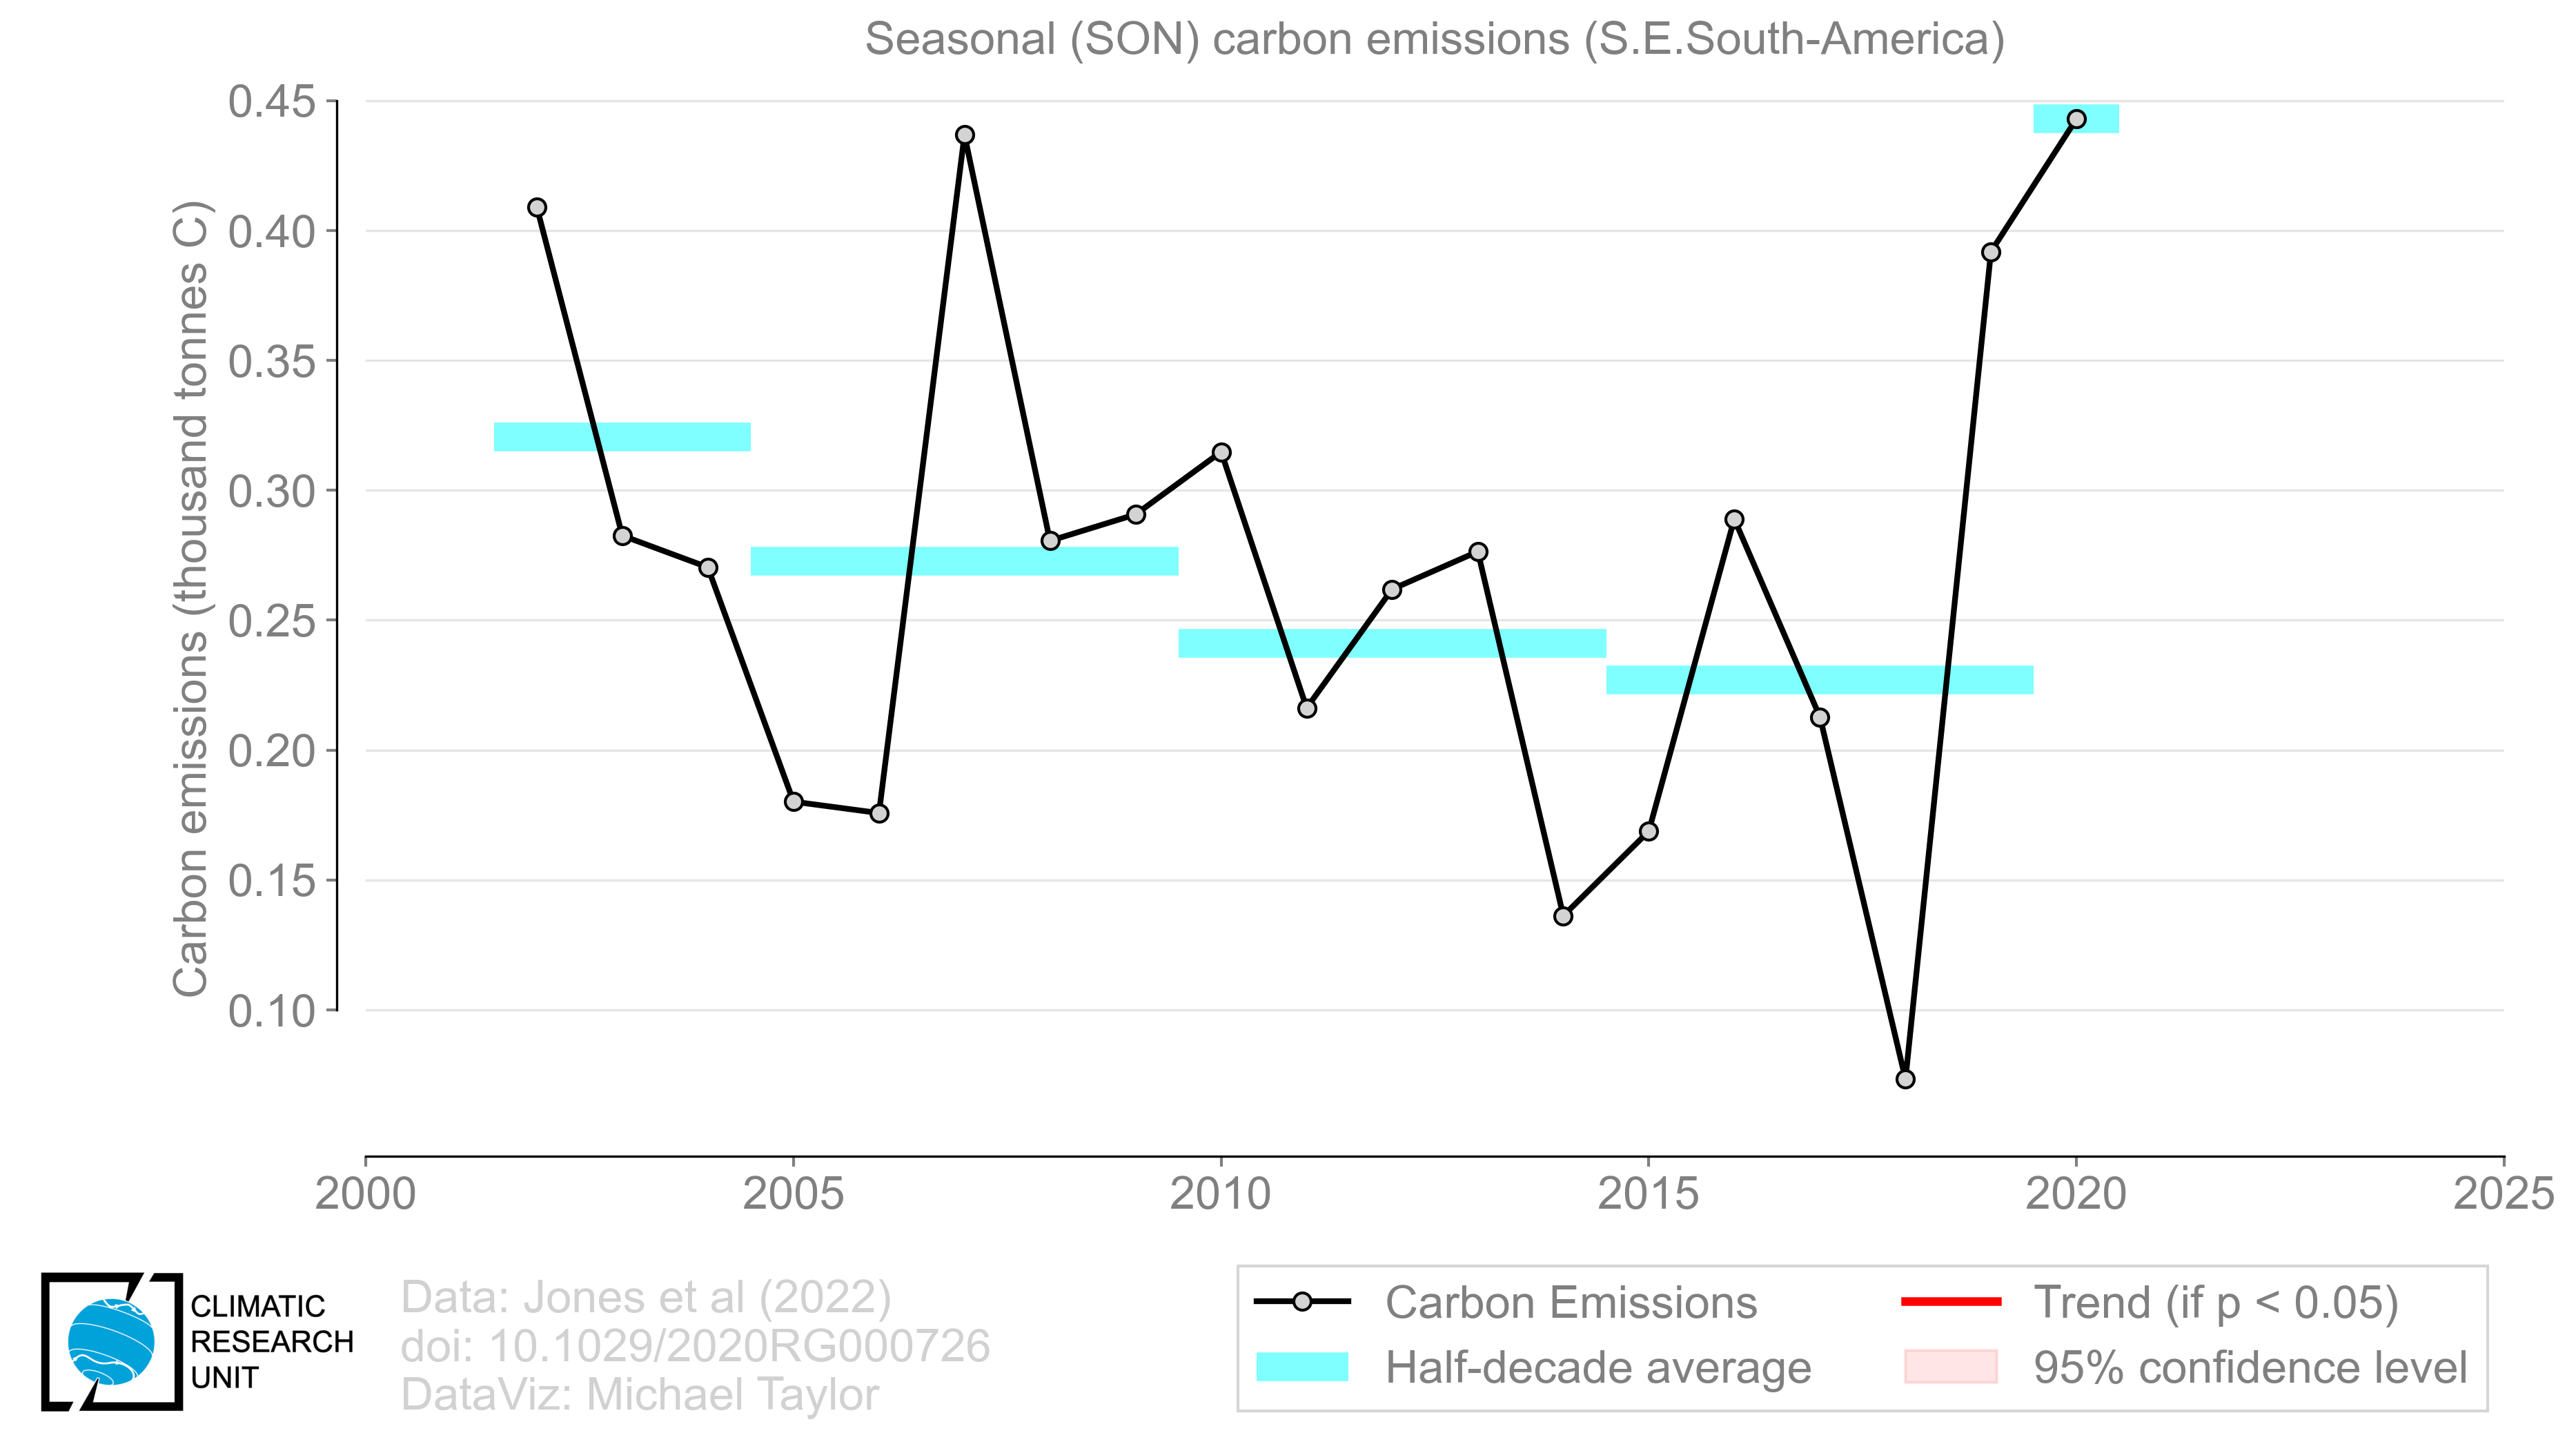 Seasonal (SON) carbon emissions (S.E.South-America)
Carbon emissions (thousand tonnes C)
0.45
0.40
0.35
0.30
0.25
0.20
0.15
0.10
2000 2005 2010 2015 2020 2025
CLIMATIC
RESEARCH
UNIT
Data: Jones et al (2022)
doi: 10.1029/2020RG000726
DataViz: Michael Taylor
Carbon Emissions
Half-decade average
Trend (if p < 0.05)
95% confidence level